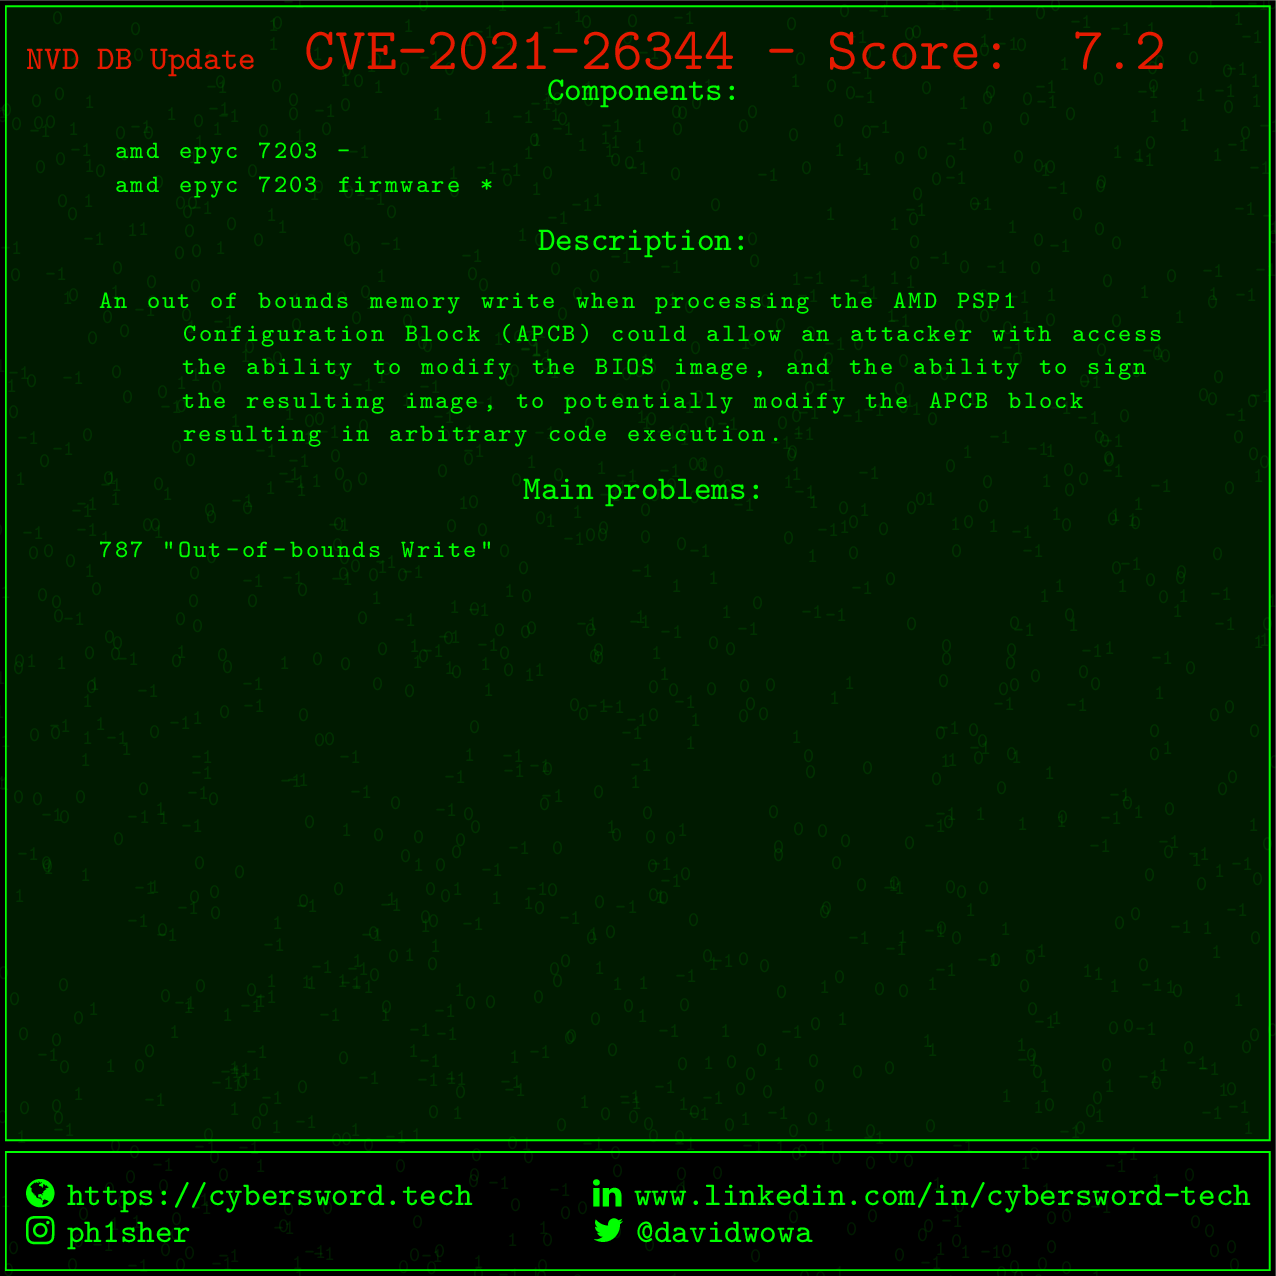 NVD DB Update CVE-2021-26344 - Score: 7.2
Components:
amd epyc 7203 -
amd epyc 7203 firmware *
Description:
An out of bounds memory write when processing the AMD PSP1
Configuration Block (APCB) could allow an attacker with access
the ability to modify the BIOS image, and the ability to sign
the resulting image, to potentially modify the APCB block
resulting in arbitrary code execution.
Main problems:
787 "Out-of-bounds Write"
https://cybersword.tech www.linkedin.com/in/cybersword-tech
ph1sher @davidwowa